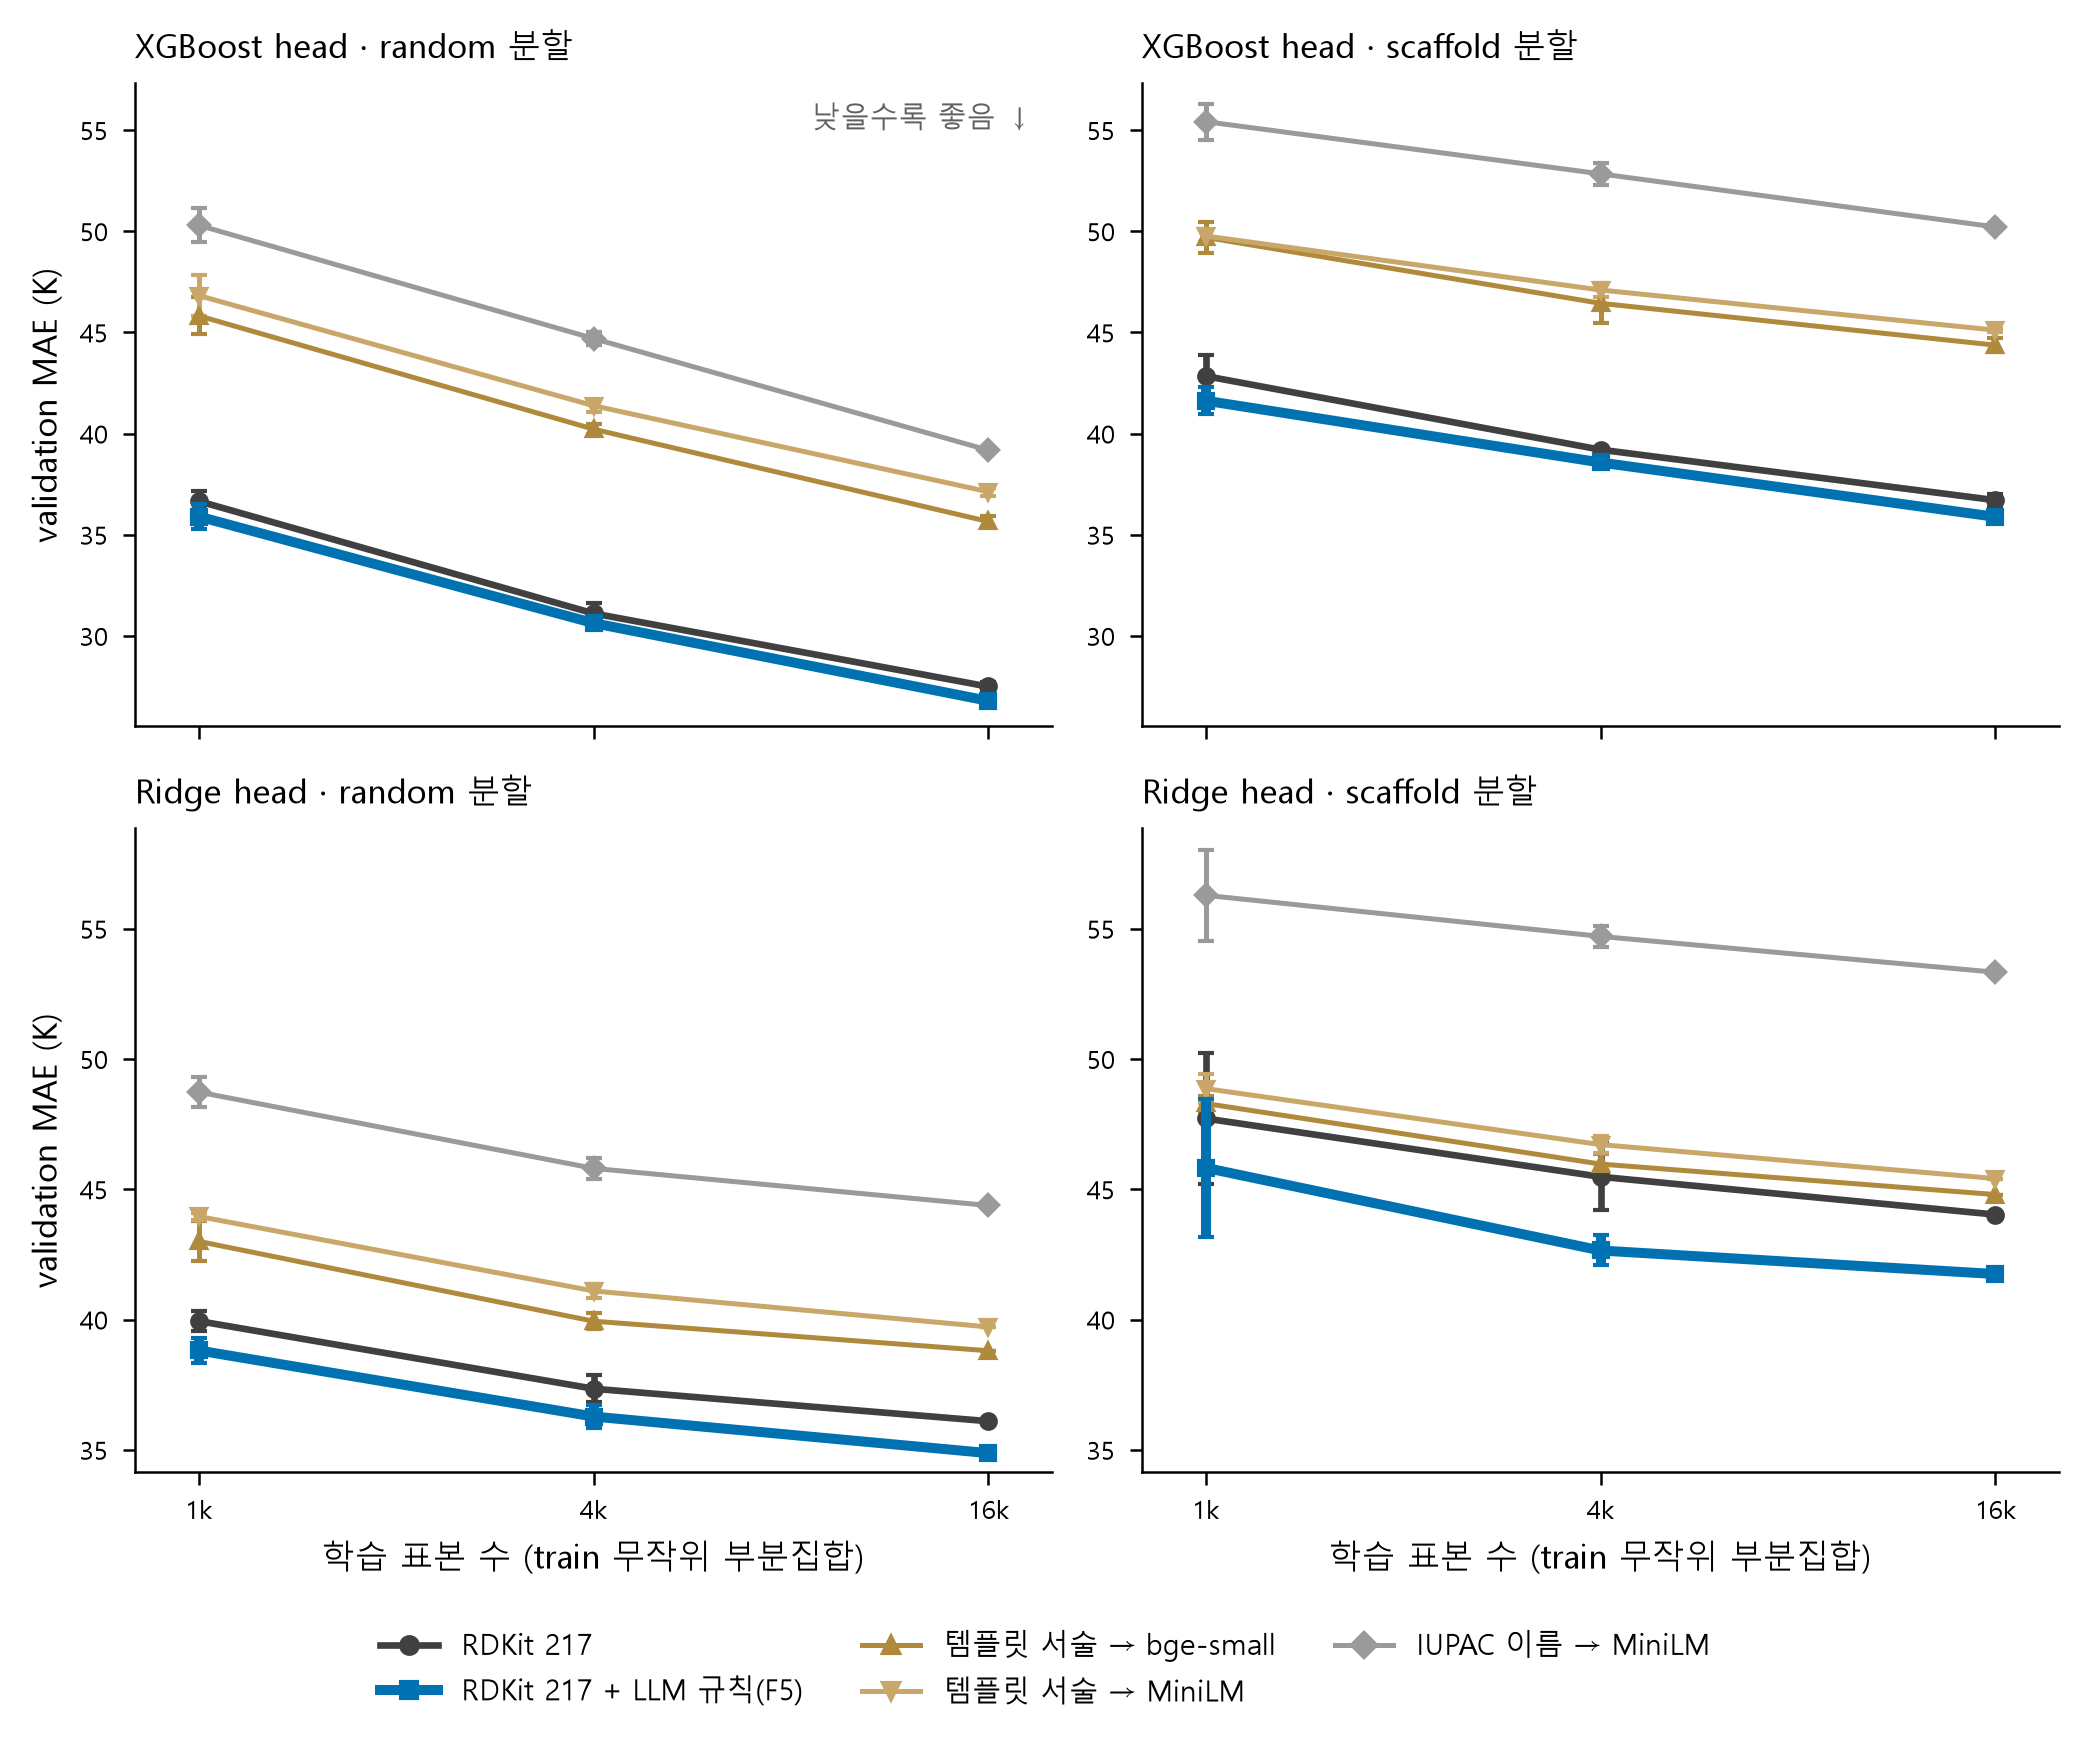 XGBoost head · random 분할
XGBoost head · scaffold 분할
낮을수록 좋음 ↓
validation MAE (K)
55
50
45
40
35
30
55
50
45
40
35
30
Ridge head · random 분할
Ridge head · scaffold 분할
validation MAE (K)
55
50
45
40
35
55
50
45
40
35
1k
4k
16k
1k
4k
16k
학습 표본 수 (train 무작위 부분집합)
학습 표본 수 (train 무작위 부분집합)
RDKit 217
RDKit 217 + LLM 규칙(F5)
템플릿 서술 → bge-small
템플릿 서술 → MiniLM
IUPAC 이름 → MiniLM